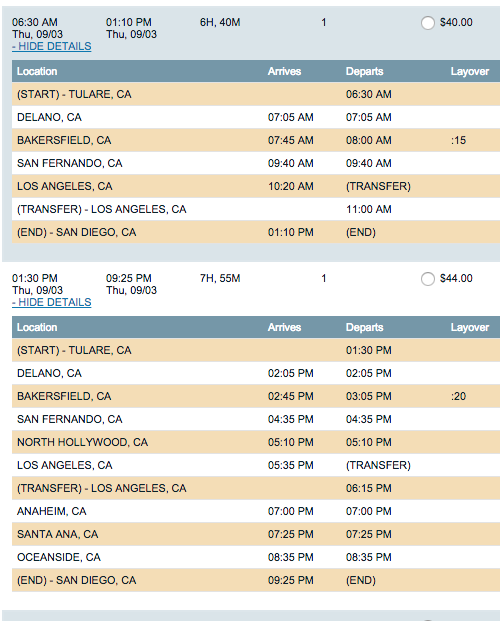 06:30 AM 01:10 PM 6H, 40M 1 $40.00
Thu, 09/03 Thu, 09/03
- HIDE DETAILS
Location Arrives Departs Layover
(START) - TULARE, CA 06:30 AM
DELANO, CA 07:05 AM 07:05 AM
BAKERSFIELD, CA 07:45 AM 08:00 AM :15
SAN FERNANDO, CA 09:40 AM 09:40 AM
LOS ANGELES, CA 10:20 AM (TRANSFER)
(TRANSFER) - LOS ANGELES, CA 11:00 AM
(END) - SAN DIEGO, CA 01:10 PM (END)
01:30 PM 09:25 PM 7H, 55M 1 $44.00
Thu, 09/03 Thu, 09/03
- HIDE DETAILS
Location Arrives Departs Layover
(START) - TULARE, CA 01:30 PM
DELANO, CA 02:05 PM 02:05 PM
BAKERSFIELD, CA 02:45 PM 03:05 PM :20
SAN FERNANDO, CA 04:35 PM 04:35 PM
NORTH HOLLYWOOD, CA 05:10 PM 05:10 PM
LOS ANGELES, CA 05:35 PM (TRANSFER)
(TRANSFER) - LOS ANGELES, CA 06:15 PM
ANAHEIM, CA 07:00 PM 07:00 PM
SANTA ANA, CA 07:25 PM 07:25 PM
OCEANSIDE, CA 08:35 PM 08:35 PM
(END) - SAN DIEGO, CA 09:25 PM (END)